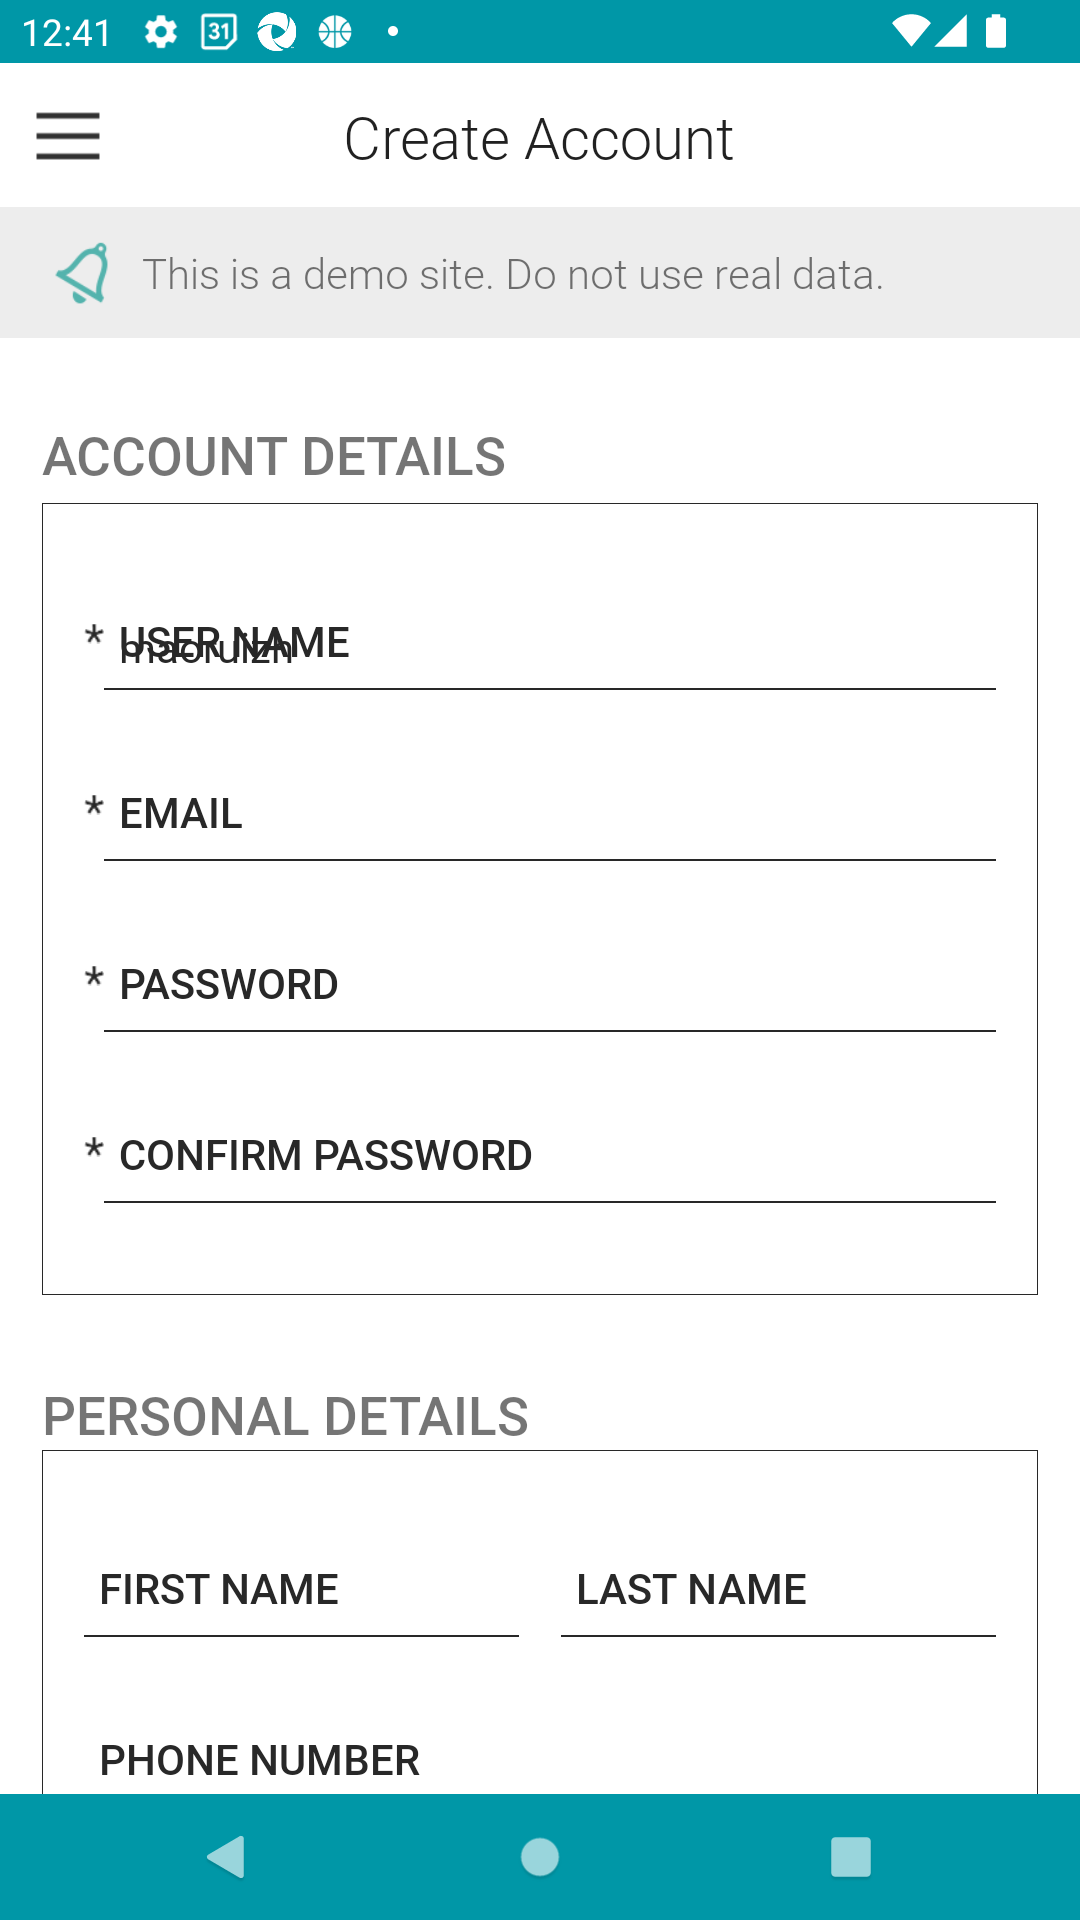 12:41
31
Create Account
This is a demo site. Do not use real data.
ACCOUNT DETAILS
* USER NAME
maoruizh
* EMAIL
* PASSWORD
* CONFIRM PASSWORD
PERSONAL DETAILS
FIRST NAME LAST NAME
PHONE NUMBER